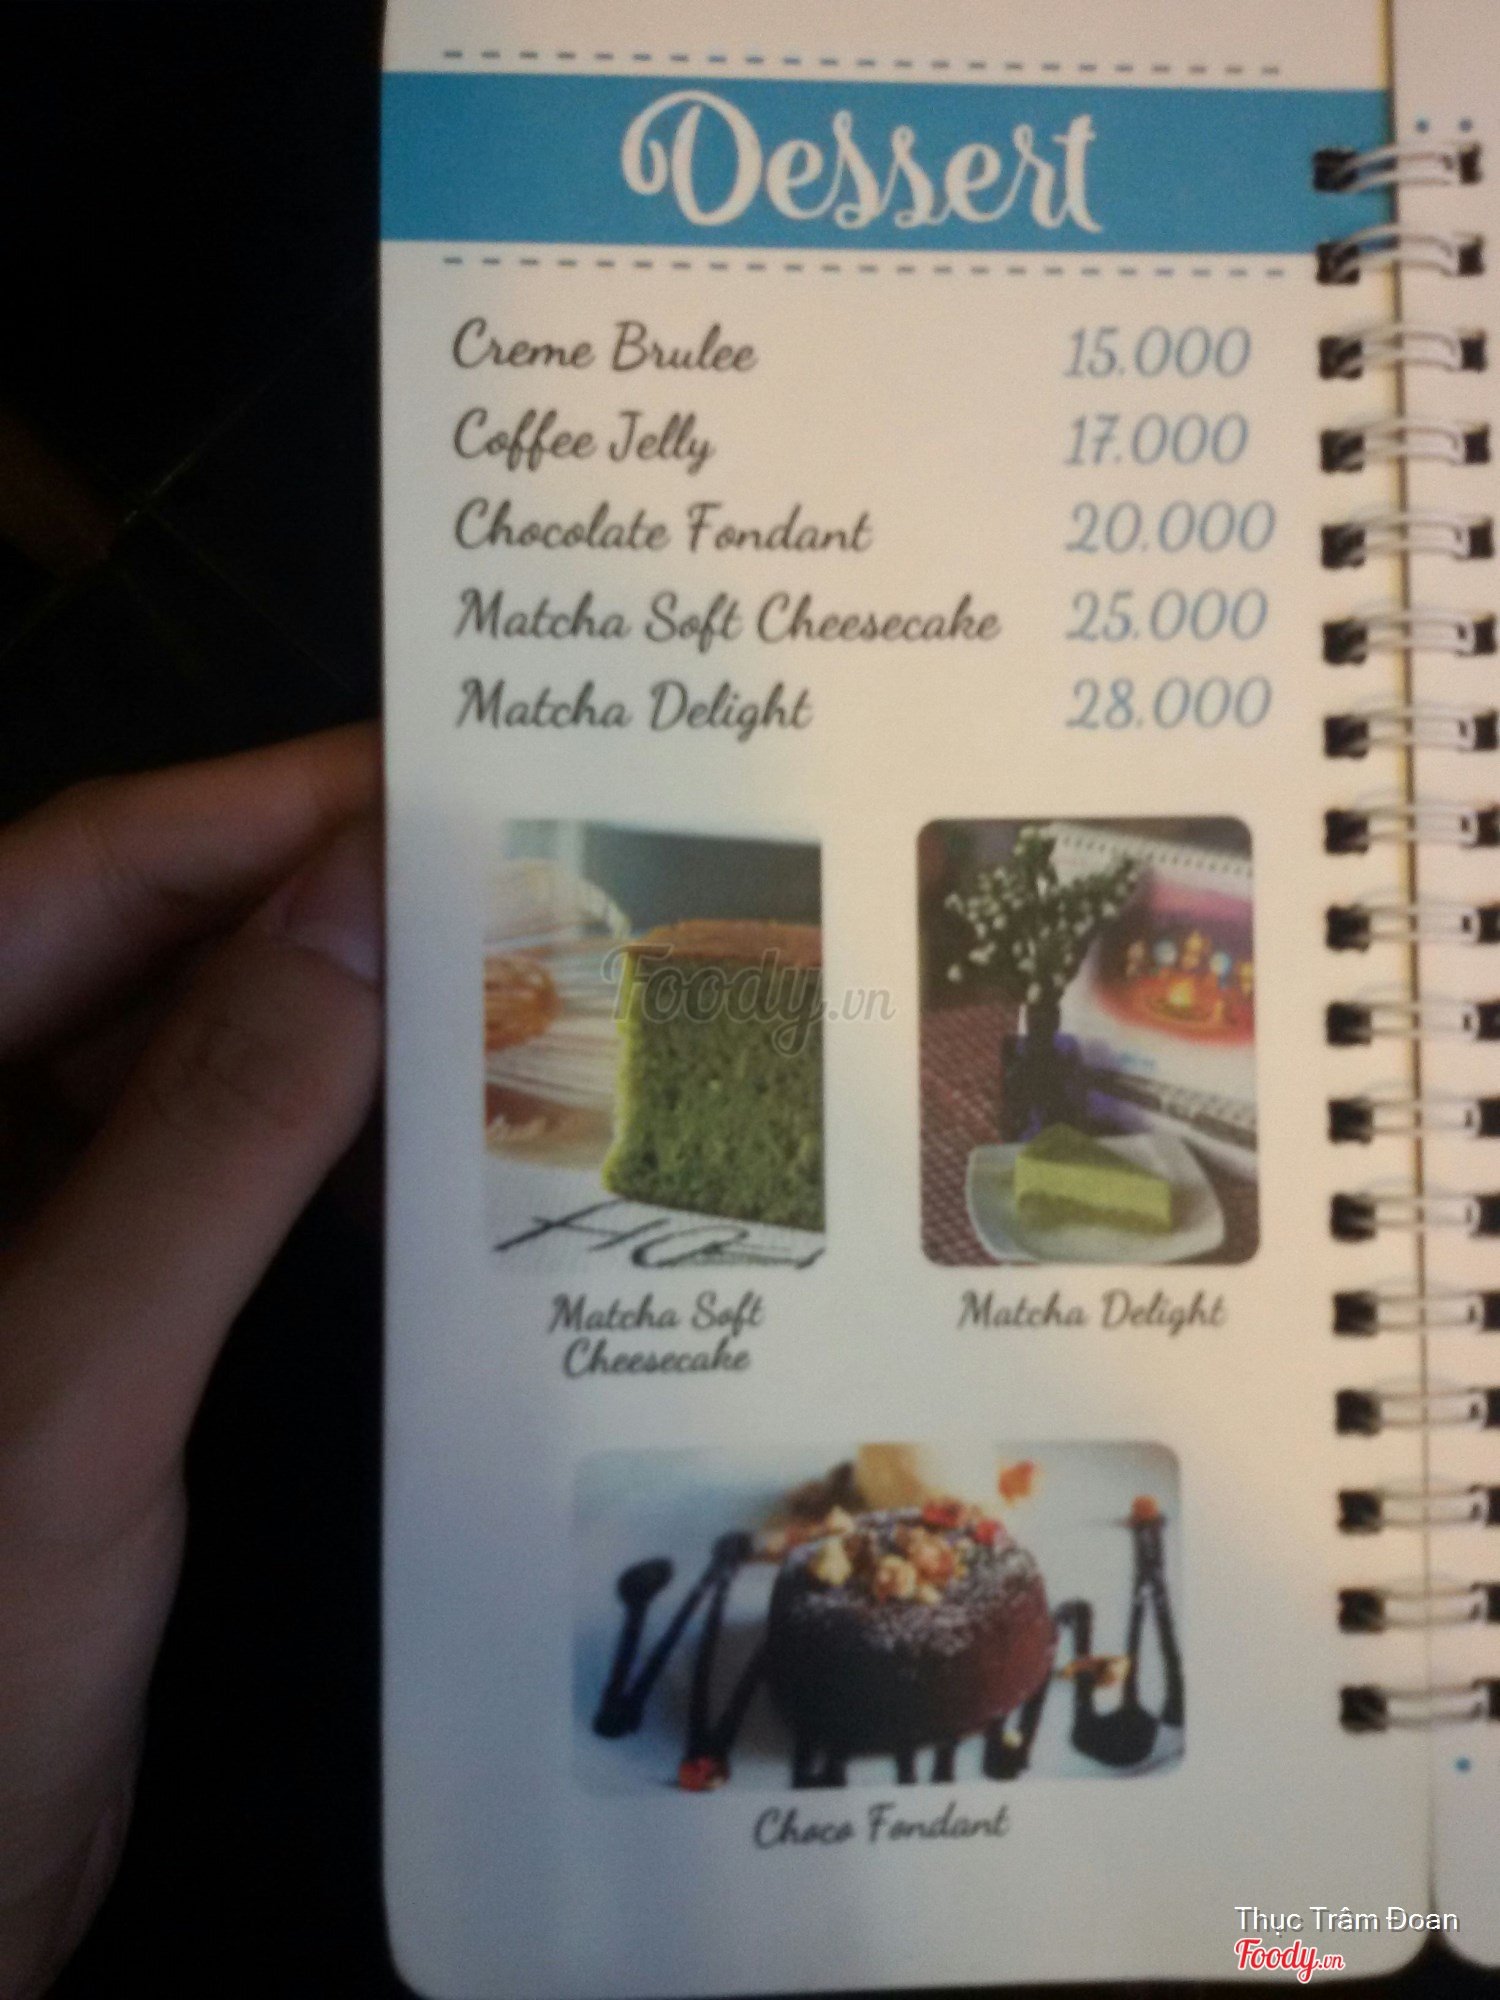 Dessert
Creme Brulee 15.000
Coffee Jelly 17.000
Chocolate Fondant 20.000
Matcha Soft Cheesecake 25.000
Matcha Delight 28.000
Foody.vn
Matcha Soft
Cheesecake
Matcha Delight
Choco Fondant
Thục Trâm Đoan
Foody.vn